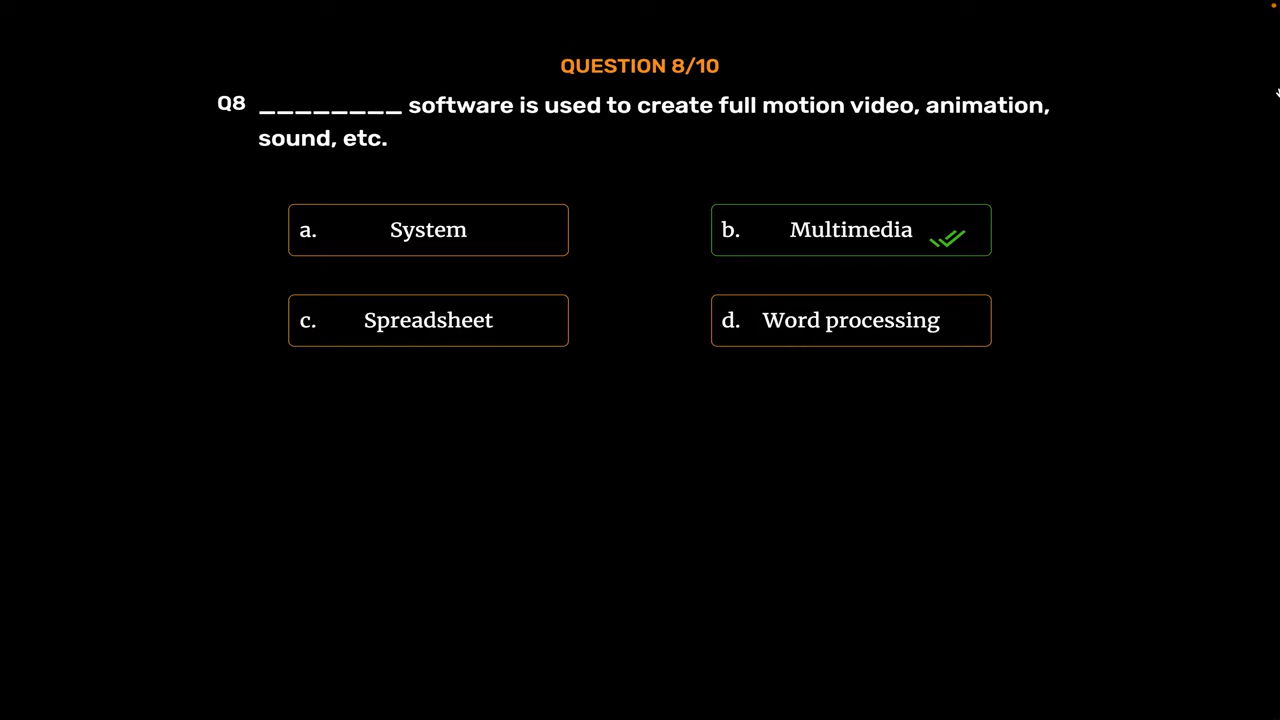 QUESTION 8/10
Q8 ________ software is used to create full motion video, animation,
sound, etc.
a. System
b. Multimedia
c. Spreadsheet
d. Word processing